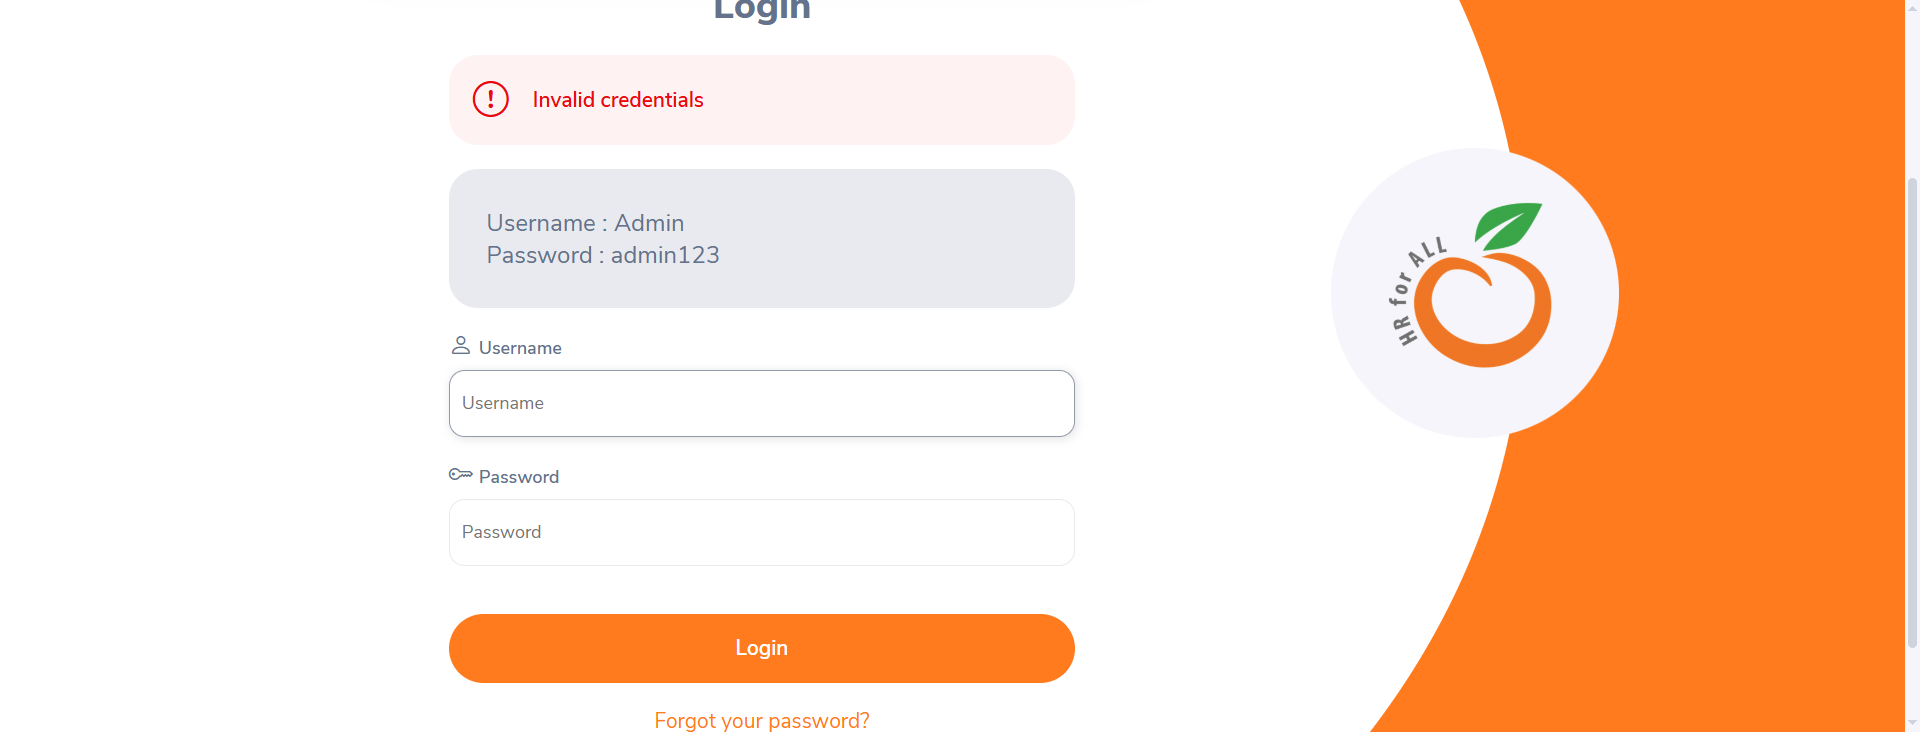 Login
Invalid credentials
Username : Admin
Password : admin123
Username
Username
Password
Password
Login
Forgot your password?
HR for ALL